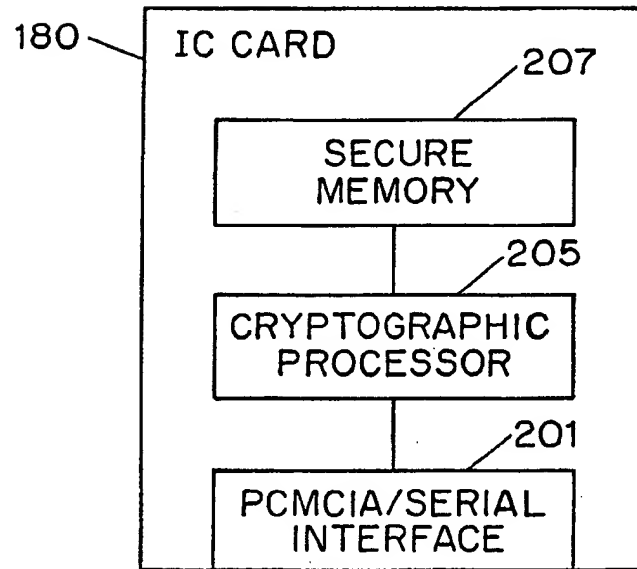 180
IC CARD
207
SECURE
MEMORY
205
CRYPTOGRAPHIC
PROCESSOR
201
PCMCIA/SERIAL
INTERFACE